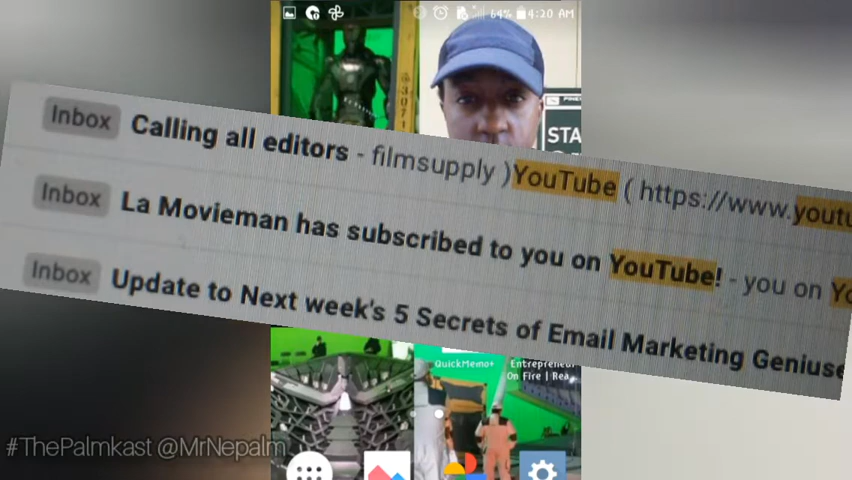 64% 4:20 AM
STA
Inbox Calling all editors - filmsupply )YouTube ( https://www.youtu
Inbox La Movieman has subscribed to you on YouTube! - you on Yo
Inbox Update to Next week's 5 Secrets of Email Marketing Geniuse
QuickMemo+
Entrepreneur
On Fire | Rea..
#ThePalmkast @MrNepalm